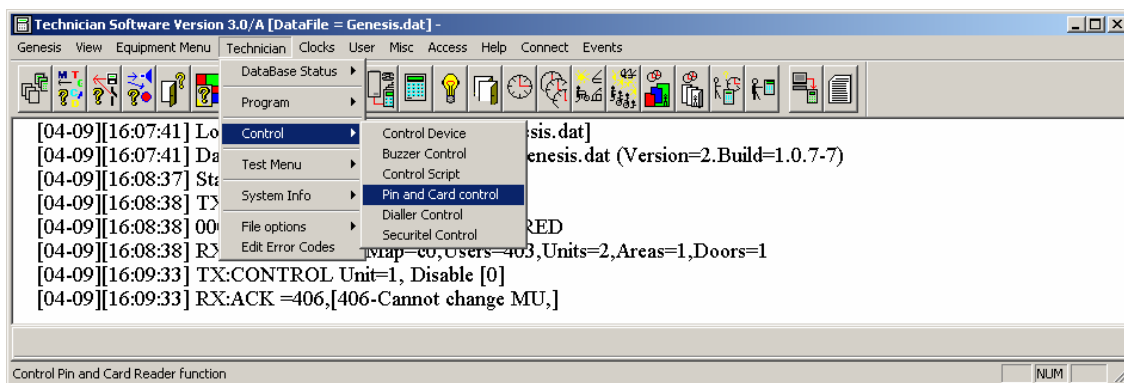 Technician Software Version 3.0/A [DataFile = Genesis.dat] -
Genesis View Equipment Menu Technician Clocks User Misc Access Help Connect Events
DataBase Status
Program
Control
Test Menu
System Info
File options
Edit Error Codes
Control Device
Buzzer Control
Control Script
Pin and Card control
Dialler Control
Securitel Control
[04-09][16:07:41] Lo sis.dat]
[04-09][16:07:41] Da enesis.dat (Version=2.Build=1.0.7-7)
[04-09][16:08:37] Sta
[04-09][16:08:38] TX
[04-09][16:08:38] 00 RED
[04-09][16:08:38] RX Map=c0,Users=403,Units=2,Areas=1,Doors=1
[04-09][16:09:33] TX:CONTROL Unit=1, Disable [0]
[04-09][16:09:33] RX:ACK =406,[406-Cannot change MU,]
Control Pin and Card Reader function
NUM